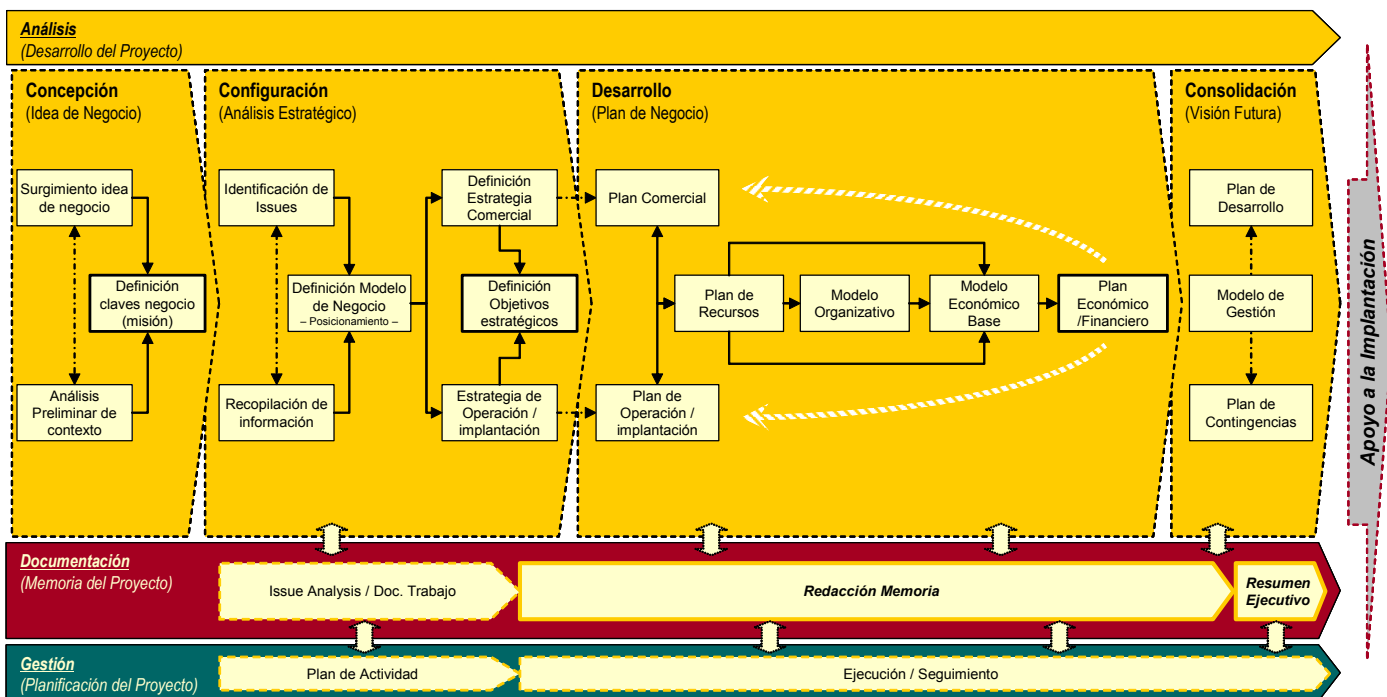 Análisis
(Desarrollo del Proyecto)
Concepción
(Idea de Negocio)
Surgimiento idea
de negocio
Definición
claves negocio
(misión)
Análisis
Preliminar de
contexto
Configuración
(Análisis Estratégico)
Identificación de
Issues
Definición Modelo
de Negocio
– Posicionamiento –
Recopilación de
información
Definición
Estrategia
Comercial
Definición
Objetivos
estratégicos
Estrategia de
Operación /
implantación
Desarrollo
(Plan de Negocio)
Plan Comercial
Plan de
Recursos
Modelo
Organizativo
Modelo
Económico
Base
Plan
Económico
/Financiero
Plan de
Operación /
implantación
Consolidación
(Visión Futura)
Plan de
Desarrollo
Modelo de
Gestión
Plan de
Contingencias
Apoyo a la Implantación
Documentación
(Memoria del Proyecto)
Issue Analysis / Doc. Trabajo
Redacción Memoria
Resumen
Ejecutivo
Gestión
(Planificación del Proyecto)
Plan de Actividad
Ejecución / Seguimiento